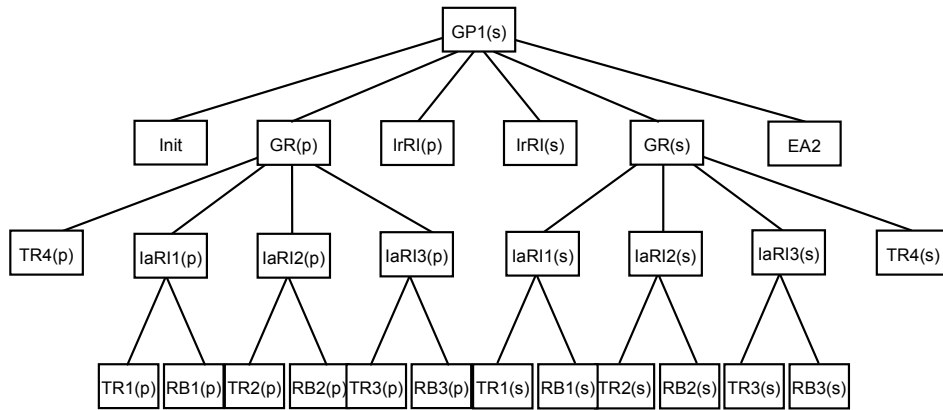 GP1(s)
Init GR(p) IrRI(p) IrRI(s) GR(s) EA2
TR4(p) IaRI1(p) IaRI2(p) IaRI3(p) IaRI1(s) IaRI2(s) IaRI3(s) TR4(s)
TR1(p) RB1(p) TR2(p) RB2(p) TR3(p) RB3(p) TR1(s) RB1(s) TR2(s) RB2(s) TR3(s) RB3(s)